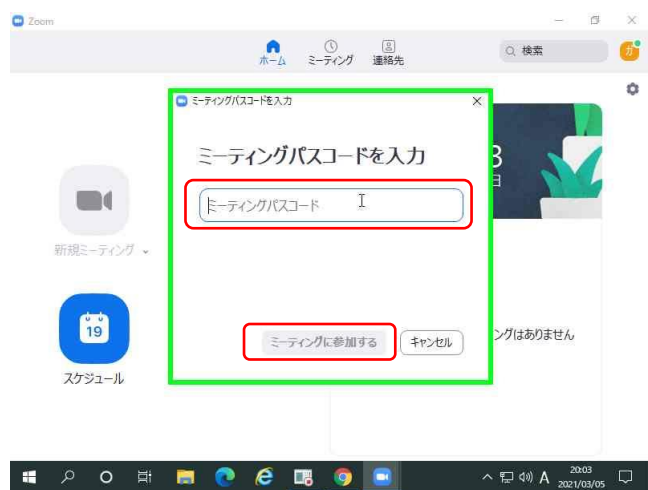 Zoom
ホーム
ミーティング
連絡先
検索
が
ミーティングパスコードを入力
ミーティングパスコードを入力
3
日
ミーティングパスコード
新規ミーティング
19
ミーティングに参加する
キャンセル
ングはありません
スケジュール
A
20:03
2021/03/05